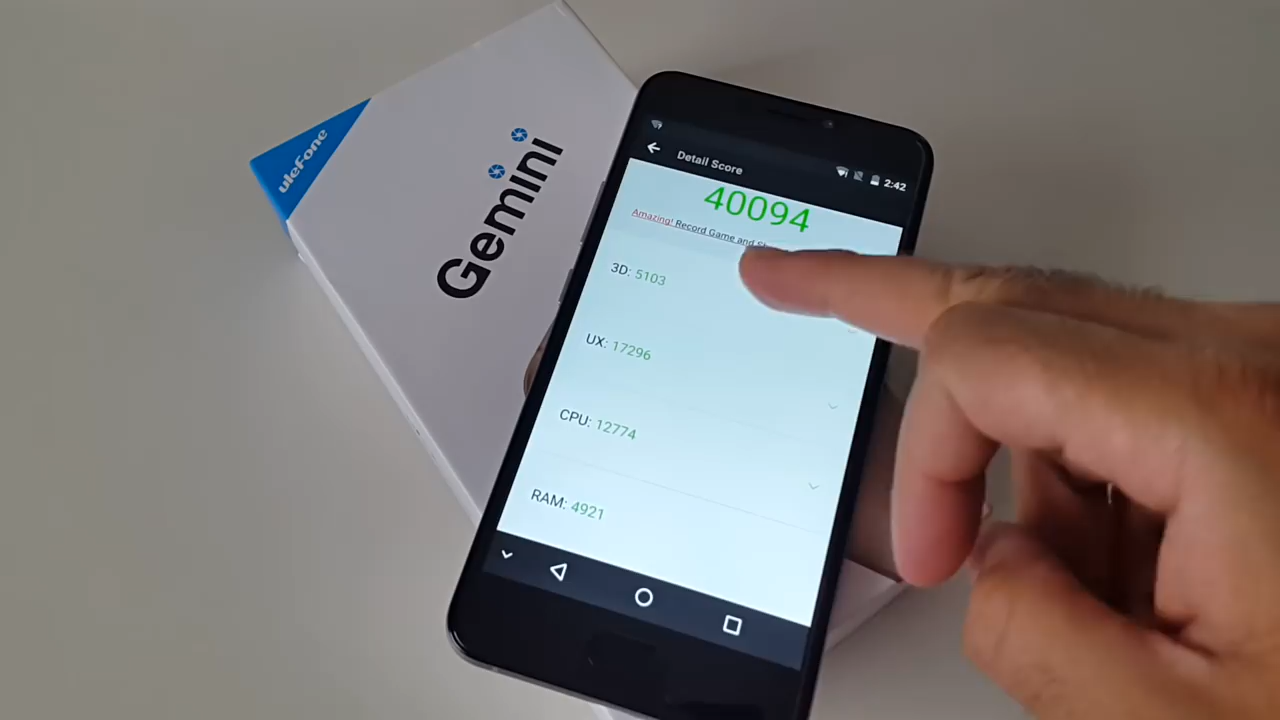 uleFone
Gemini
2:42
Detail Score
40094
Amazing! Record Game and
3D: 5103
UX: 17296
CPU: 12774
RAM: 4921